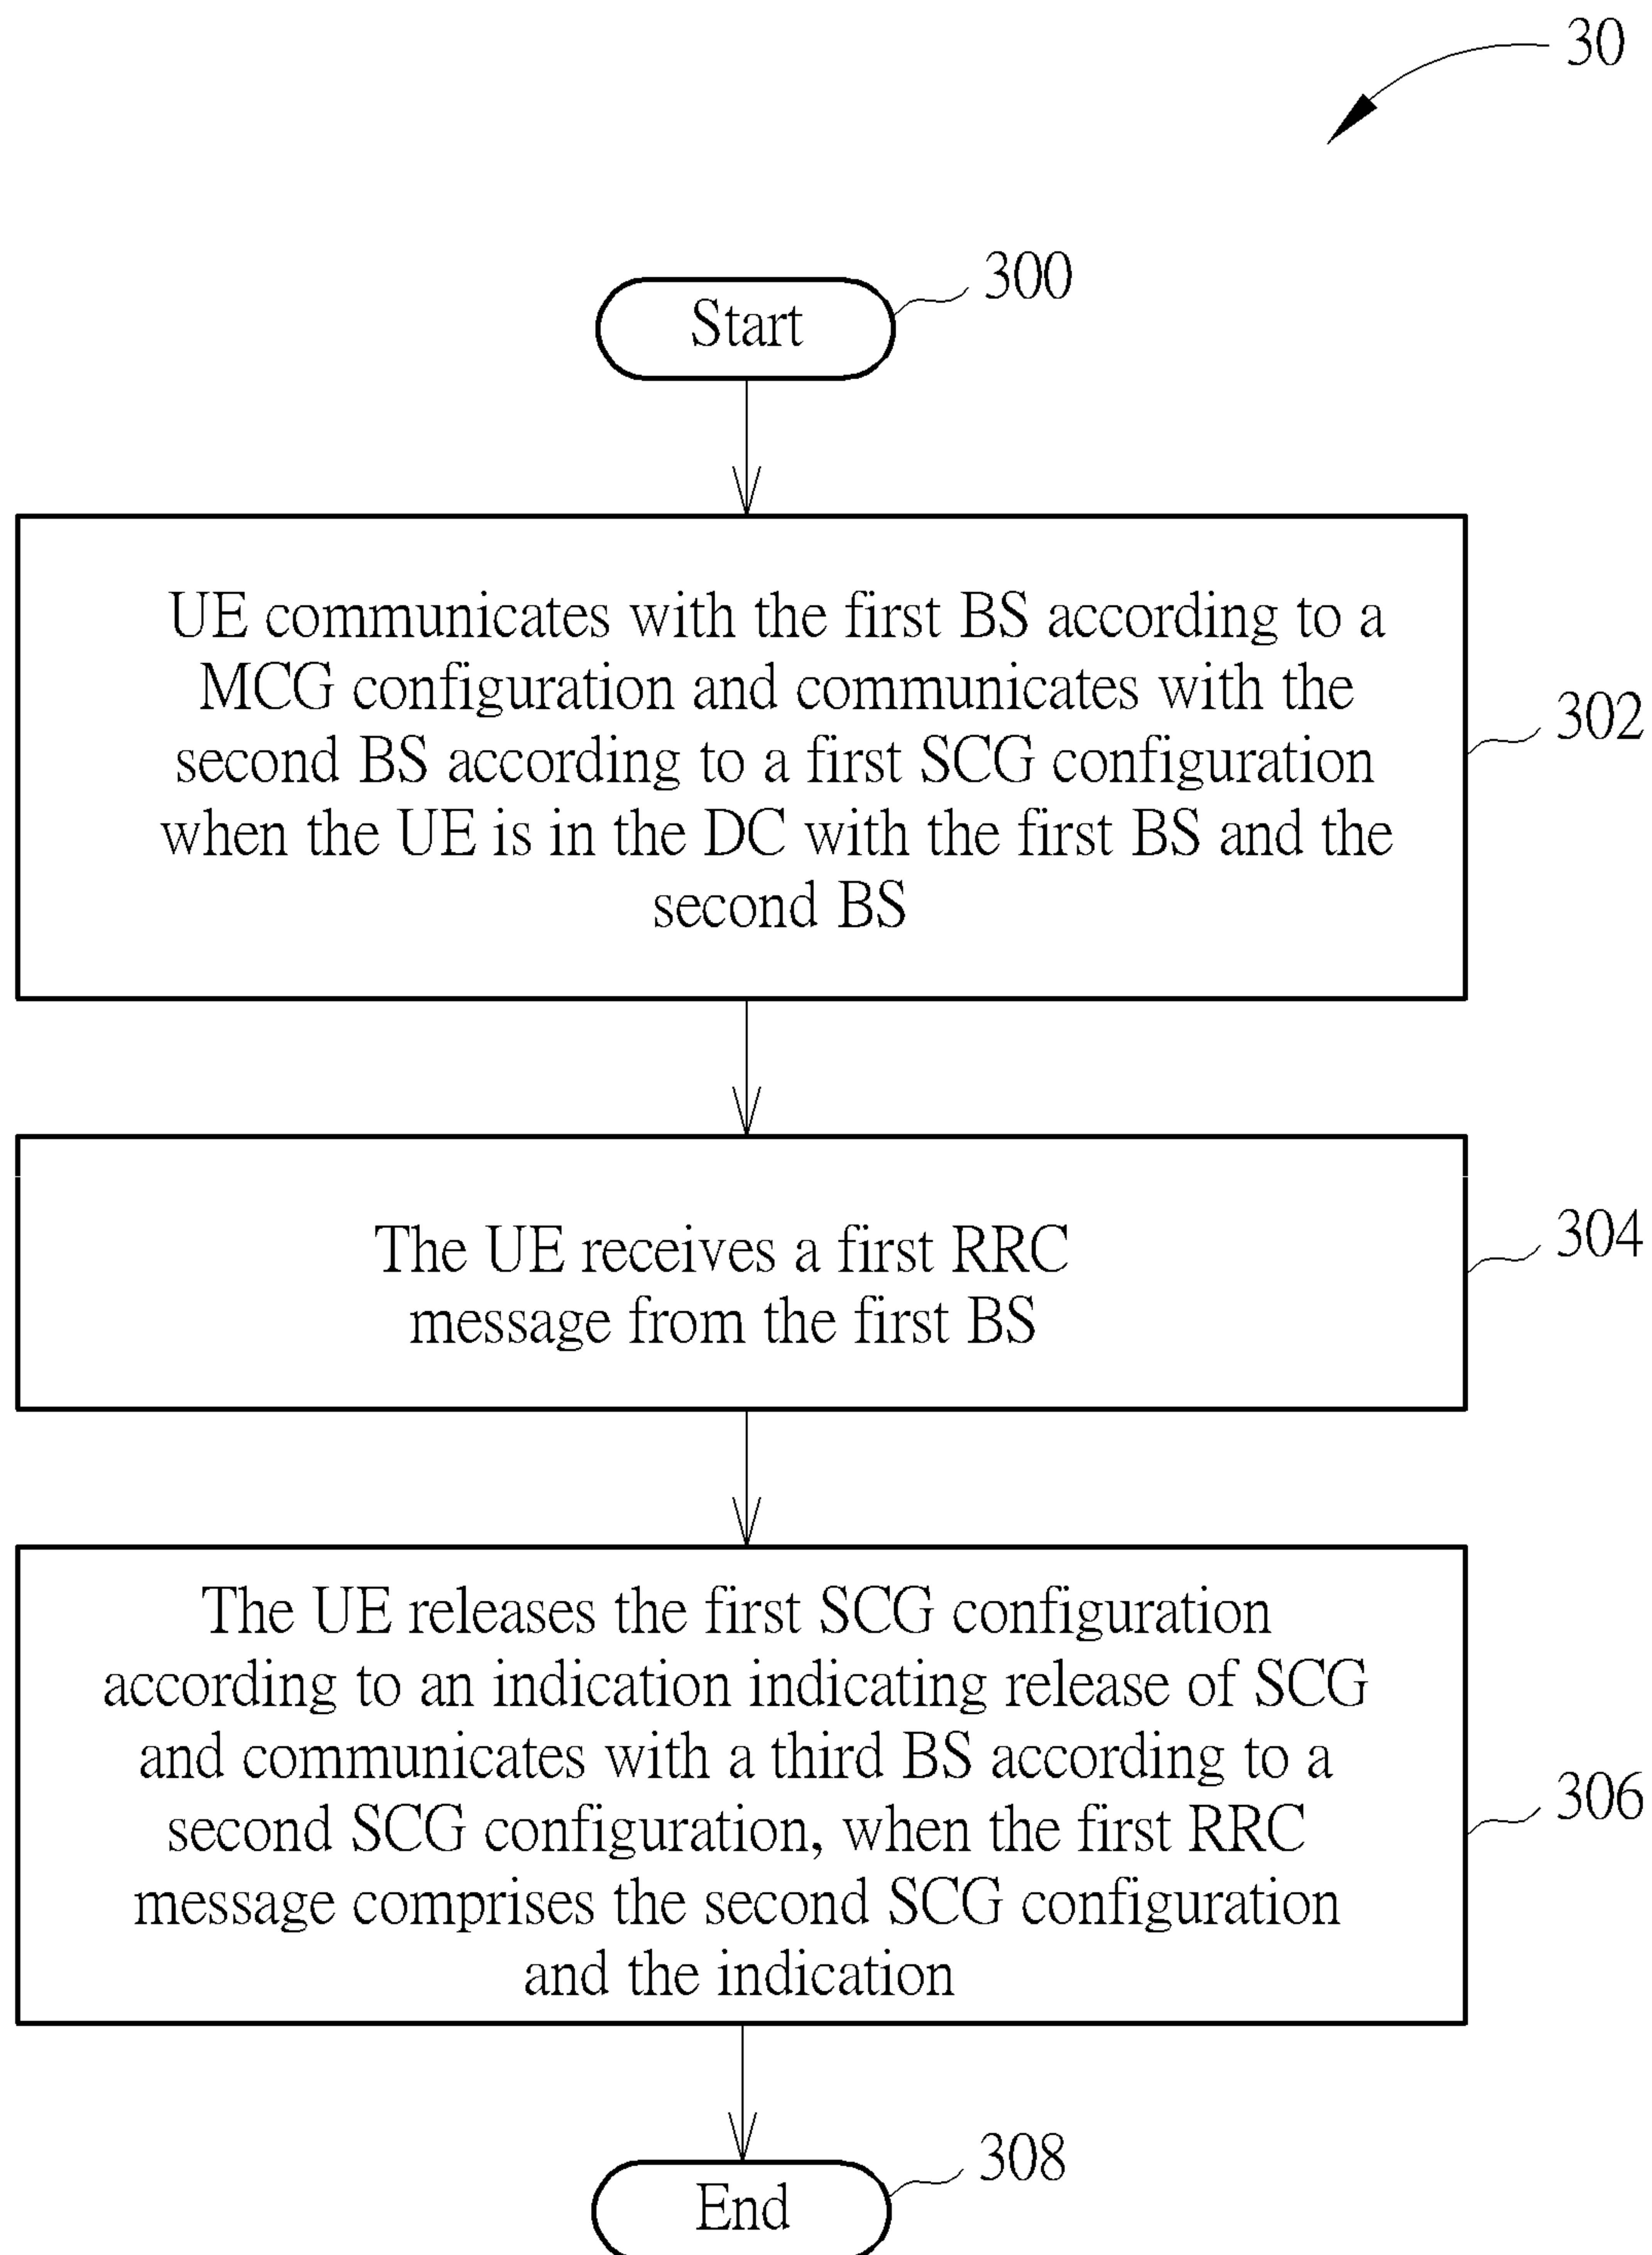 30
Start
300
UE communicates with the first BS according to a
MCG configuration and communicates with the
second BS according to a first SCG configuration
when the UE is in the DC with the first BS and the
second BS
302
The UE receives a first RRC
message from the first BS
304
The UE releases the first SCG configuration
according to an indication indicating release of SCG
and communicates with a third BS according to a
second SCG configuration, when the first RRC
message comprises the second SCG configuration
and the indication
306
End
308